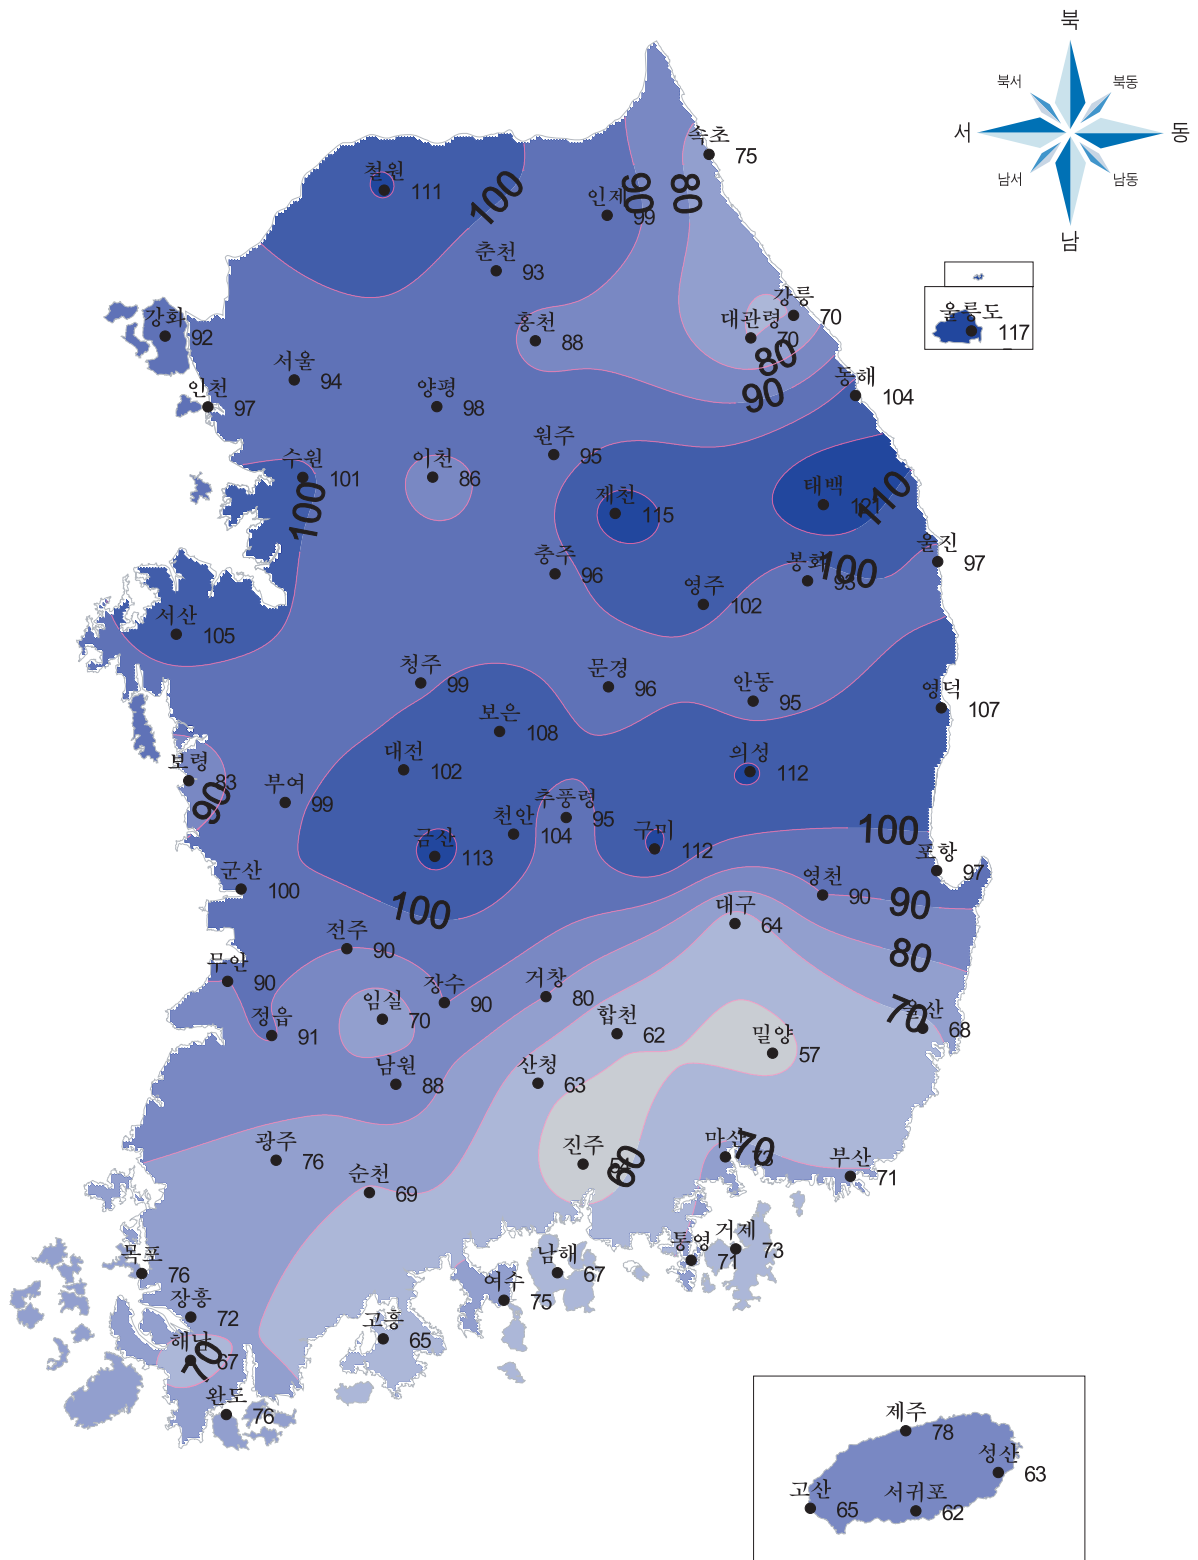 북
북서
북동
서
동
남서
남동
남
속초
75
철원
111
100
인제
99
90
80
춘천
93
강릉
70
대관령
70
울릉도
117
강화
92
홍천
88
80
서울
94
동해
104
인천
97
양평
98
90
원주
95
수원
101
이천
86
제천
115
태백
121
110
100
울진
97
충주
96
봉화
93
100
영주
102
서산
105
청주
99
문경
96
안동
95
영덕
107
보은
108
대전
102
의성
112
보령
83
90
부여
99
추풍령
95
천안
104
구미
112
100
금산
113
포항
97
군산
100
영천
90
90
100
대구
64
전주
90
80
무안
90
장수
90
거창
80
임실
70
정읍
91
합천
62
밀양
57
70
울산
68
남원
88
산청
63
광주
76
진주
60
마산
73
70
부산
71
순천
69
목포
76
남해
67
통영
71
거제
73
장흥
72
여수
75
고흥
65
해남
67
70
완도
76
제주
78
성산
63
고산
65
서귀포
62